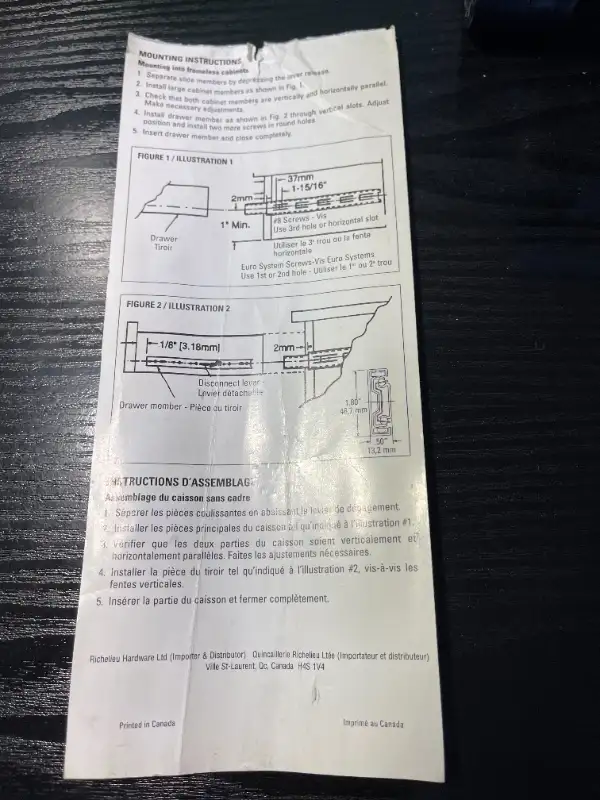 MOUNTING INSTRUCTIONS
Mounting into frameless cabinets
1. Separate slide members by depressing the lever release.
2. Install large cabinet members as shown in Fig. 1.
3. Check that both cabinet members are vertically and horizontally parallel.
Make necessary adjustments.
4. Install drawer member as shown in Fig. 2 through vertical slots. Adjust
position and install two more screws in round holes.
5. Insert drawer member and close completely.
FIGURE 1 / ILLUSTRATION 1
37mm
1-15/16"
2mm
1" Min.
#8 Screws - Vis
Use 3rd hole or horizontal slot
Drawer
Tiroir
Utiliser le 3e trou ou la fente
horizontale
Euro System Screws-Vis Euro Systems
Use 1st or 2nd hole - Utiliser le 1er ou 2e trou
FIGURE 2 / ILLUSTRATION 2
1/8" [3.18mm]
2mm
Disconnect lever
Levier détachable
Drawer member - Pièce du tiroir
1,80"
mm
50"
13,2 mm
INSTRUCTIONS D'ASSEMBLAGE
Assemblage du caisson sans cadre
1. Séparer les pièces coulissantes en abaissant le levier de dégagement.
2. Installer les pièces principales du caisson tel qu'indiqué à l'illustration #1.
3. Vérifier que les deux parties du caisson soient verticalement et
horizontalement parallèles. Faites les ajustements nécessaires.
4. Installer la pièce du tiroir tel qu'indiqué à l'illustration #2, vis-à-vis les
fentes verticales.
5. Insérer la partie du caisson et fermer complètement.
Richelieu Hardware Ltd (Importer & Distributor) Quincaillerie Richelieu Ltée (Importateur et distributeur)
Ville St-Laurent, Qc, Canada H4S 1V4
Printed in Canada
Imprimé au Canada